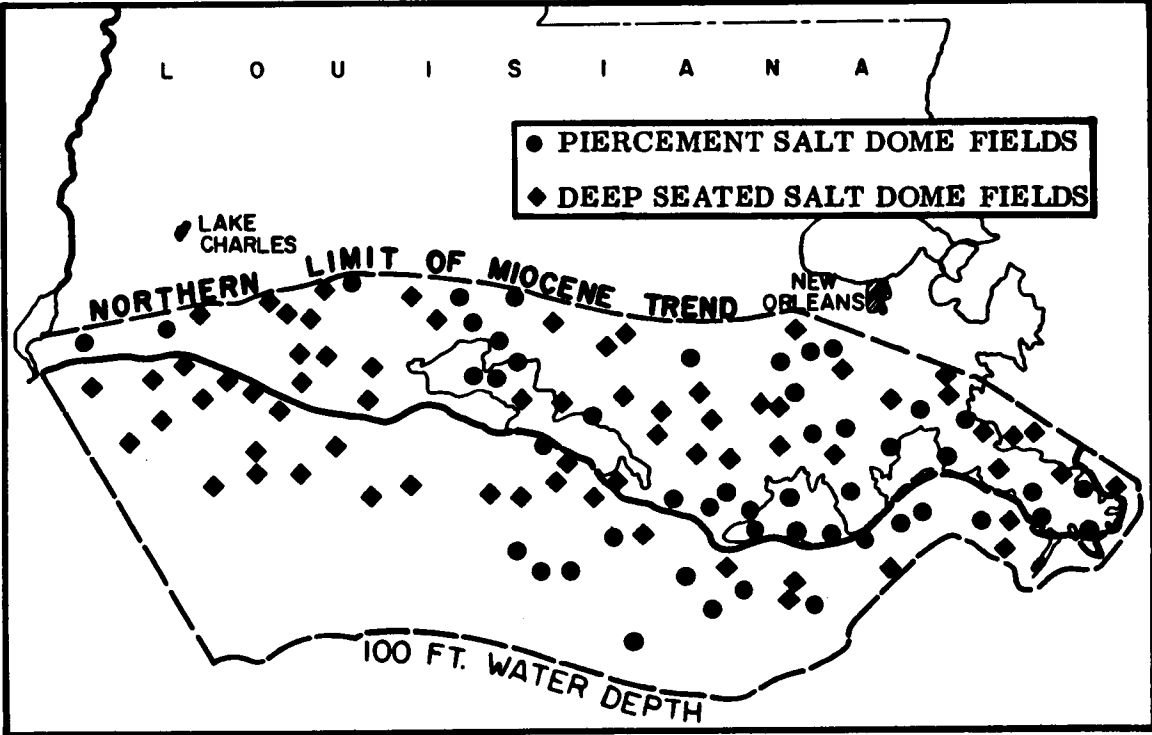 LOUISIANA
PIERCEMENT SALT DOME FIELDS
DEEP SEATED SALT DOME FIELDS
LAKE
CHARLES
NORTHERN LIMIT OF MIOCENE TREND
NEW
ORLEANS
100 FT. WATER DEPTH